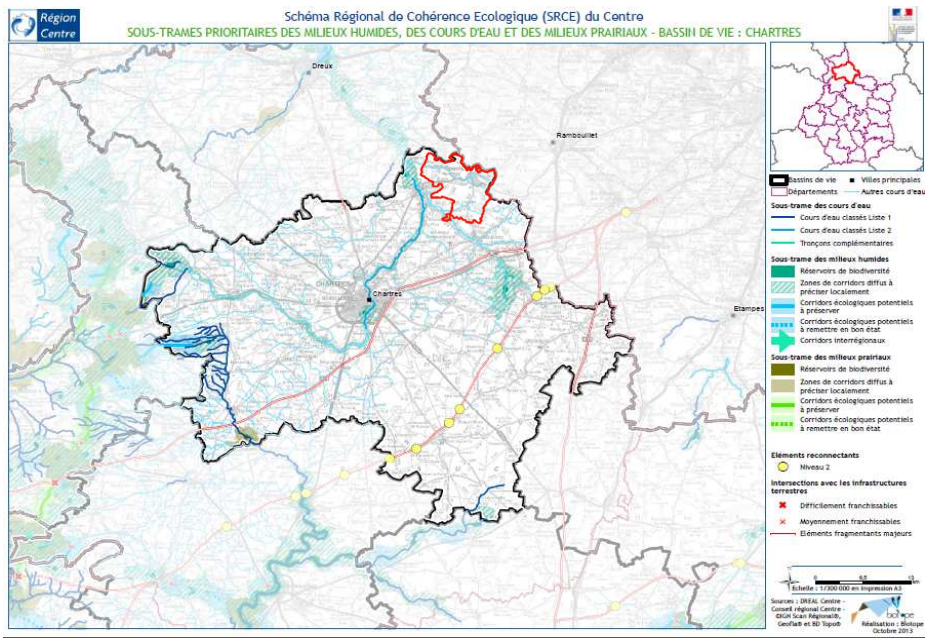 Région
Centre
Schéma Régional de Cohérence Ecologique (SRCE) du Centre
SOUS-TRAMES PRIORITAIRES DES MILIEUX HUMIDES, DES COURS D'EAU ET DES MILIEUX PRAIRIAUX - BASSIN DE VIE : CHARTRES
Dreux
Rambouillet
Chartres
Etampes
Bassins de vie
Villes principales
Départements
Autres cours d'eau
Sous-trame des cours d'eau
Cours d'eau classés Liste 1
Cours d'eau classés Liste 2
Tronçons complémentaires
Sous-trame des milieux humides
Réservoirs de biodiversité
Zones de corridors diffus à
préciser localement
Corridors écologiques potentiels
à préserver
Corridors écologiques potentiels
à remettre en bon état
Corridors interrégionaux
Sous-trame des milieux prairiaux
Réservoirs de biodiversité
Zones de corridors diffus à
préciser localement
Corridors écologiques potentiels
à préserver
Corridors écologiques potentiels
à remettre en bon état
Eléments reconnectants
Niveau 2
Intersections avec les infrastructures
terrestres
Difficilement franchissables
Moyennement franchissables
Eléments fragmentants majeurs
Echelle : 1/300 000 en impression A3
Sources : DREAL Centre -
Conseil régional Centre -
©IGN Scan Régional®,
Geofla® et BD Topo®
biotope
Réalisation : Biotope
Octobre 2013